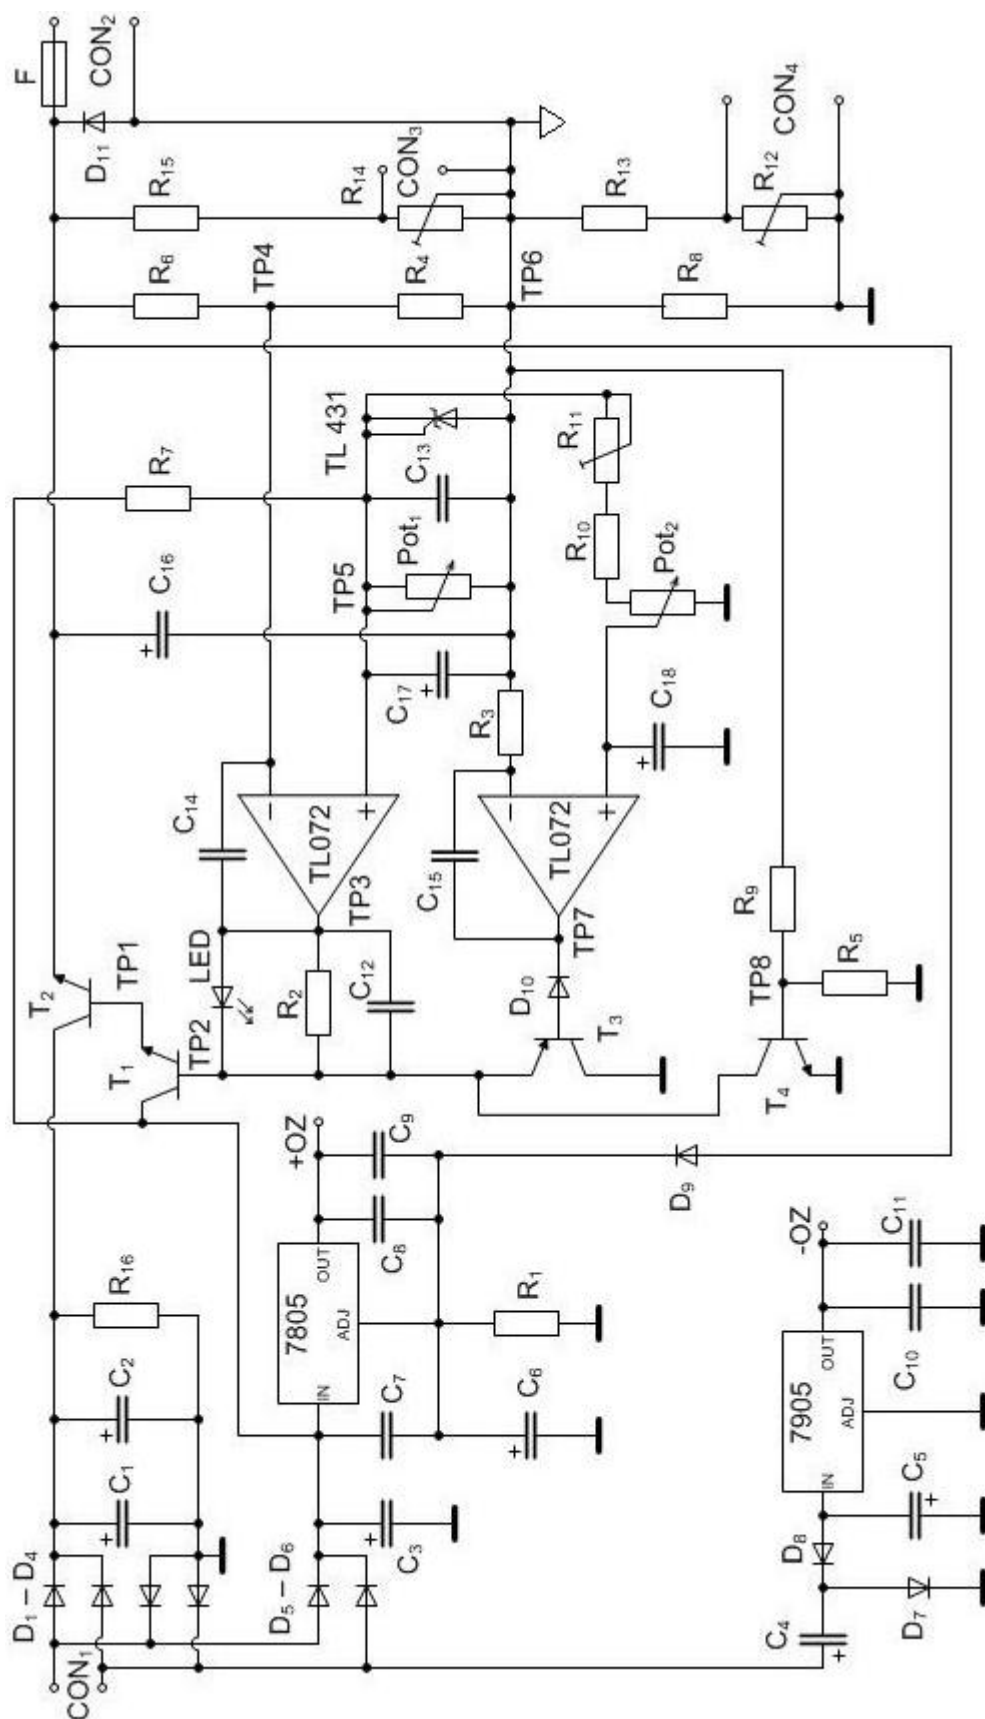 F
CON2
D11
R15
R14
CON3
R13
R12
CON4
R6
TP4
R4
TP6
R8
R7
TL 431
C13
R11
C16
TP5
Pot1
R10
Pot2
C17
R3
C18
C14
TL072
TP3
C15
TL072
TP7
R9
T2
TP1
LED
R2
C12
D10
TP8
R5
T1
TP2
T3
T4
+OZ
C9
C8
D9
-OZ
C11
R16
7805
OUT
ADJ
IN
R1
7905
OUT
ADJ
IN
C10
C2
C7
C6
C1
C3
D8
C5
D1 – D4
D5 – D6
D7
C4
CON1
+
+
+
+
+
+
+
+
+
+
−
+
−
+